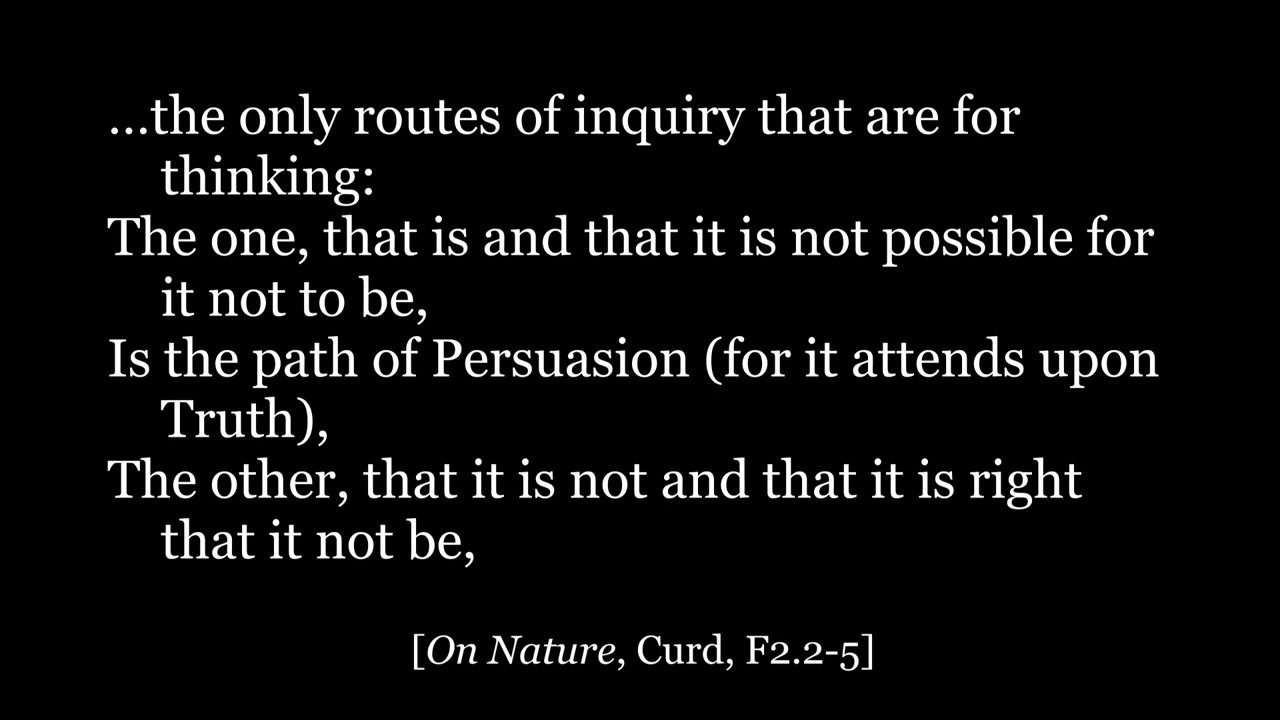 ...the only routes of inquiry that are for
thinking:
The one, that is and that it is not possible for
it not to be,
Is the path of Persuasion (for it attends upon
Truth),
The other, that it is not and that it is right
that it not be,
[On Nature, Curd, F2.2-5]